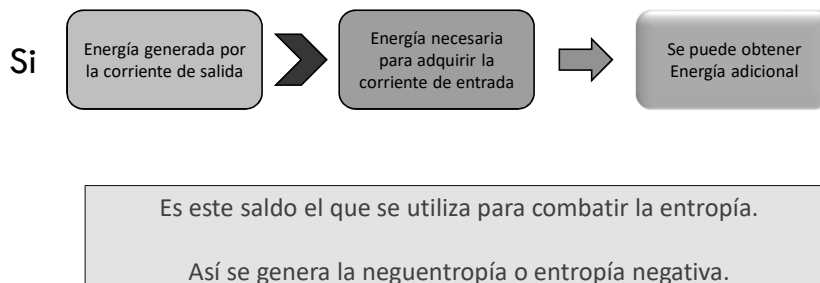 Si
Energía generada por
la corriente de salida
Energía necesaria
para adquirir la
corriente de entrada
Se puede obtener
Energía adicional
Es este saldo el que se utiliza para combatir la entropía.
Así se genera la neguentropía o entropía negativa.